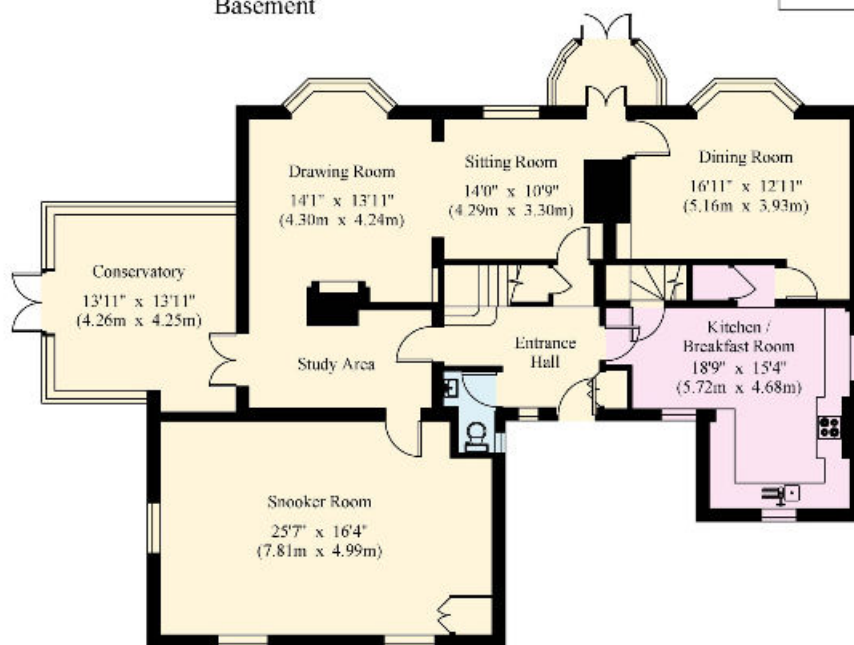 Basement
Drawing Room
14'1" x 13'11"
(4.30m x 4.24m)
Sitting Room
14'0" x 10'9"
(4.29m x 3.30m)
Dining Room
16'11" x 12'11"
(5.16m x 3.93m)
Conservatory
13'11" x 13'11"
(4.26m x 4.25m)
Study Area
Entrance
Hall
Kitchen /
Breakfast Room
18'9" x 15'4"
(5.72m x 4.68m)
Snooker Room
25'7" x 16'4"
(7.81m x 4.99m)